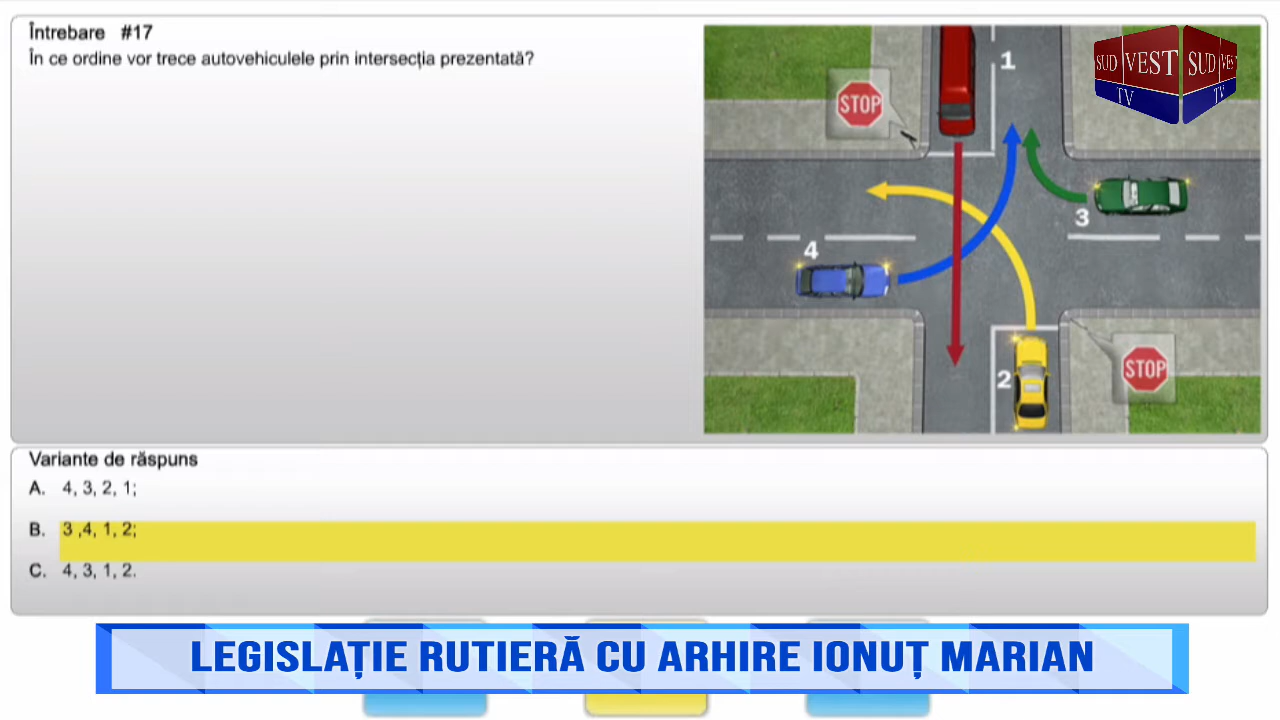 Întrebare #17
În ce ordine vor trece autovehiculele prin intersecția prezentată?
1
STOP
3
4
2
STOP
SUD VEST SUD VEST
TV TV
Variante de răspuns
A. 4, 3, 2, 1;
B. 3 ,4, 1, 2;
C. 4, 3, 1, 2.
LEGISLAȚIE RUTIERĂ CU ARHIRE IONUȚ MARIAN